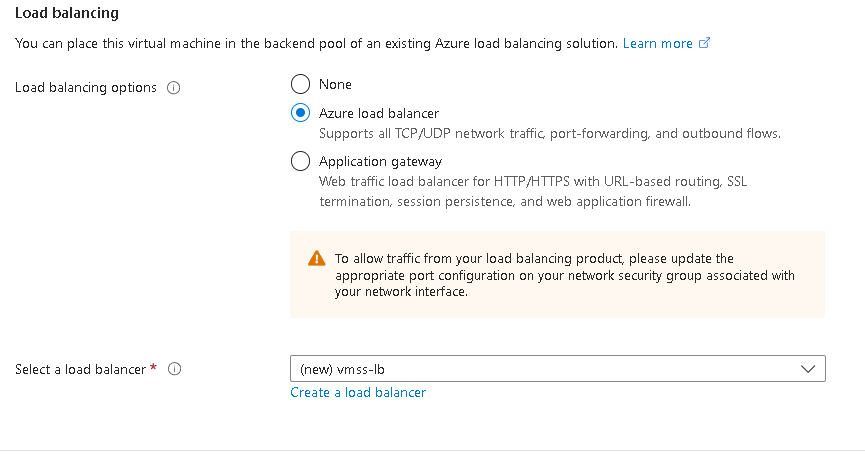 Load balancing
You can place this virtual machine in the backend pool of an existing Azure load balancing solution. Learn more
Load balancing options
None
Azure load balancer
Supports all TCP/UDP network traffic, port-forwarding, and outbound flows.
Application gateway
Web traffic load balancer for HTTP/HTTPS with URL-based routing, SSL
termination, session persistence, and web application firewall.
To allow traffic from your load balancing product, please update the
appropriate port configuration on your network security group associated with
your network interface.
Select a load balancer *
(new) vmss-lb
Create a load balancer